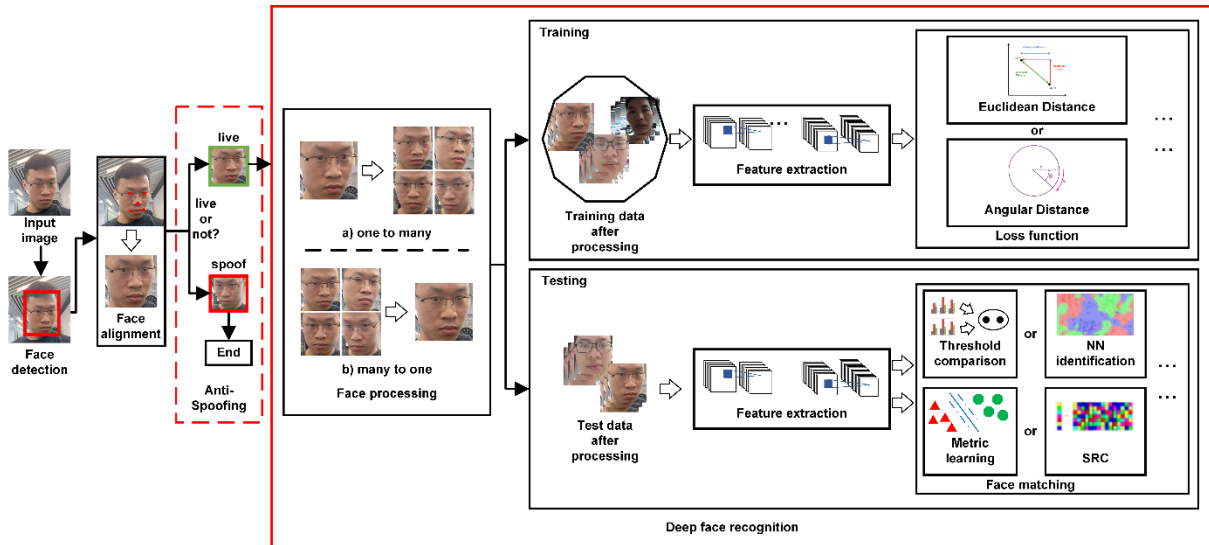 Input
image
Face
detection
Face
alignment
live
live
or
not?
spoof
End
Anti-
Spoofing
a) one to many
b) many to one
Face processing
Training
Training data
after
processing
...
Feature extraction
Euclidean Distance
or
Angular Distance
...
...
Loss function
Testing
Test data
after
processing
Feature extraction
Threshold
comparison
or
NN
identification
Metric
learning
or
SRC
...
...
Face matching
Deep face recognition